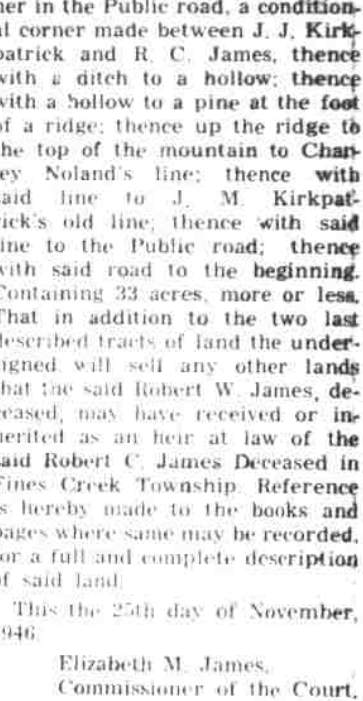 ner in the Public road, a condition-
al corner made between J. J. Kirk-
patrick and R. C. James, thence
with a ditch to a hollow; thence
with a hollow to a pine at the foot
of a ridge; thence up the ridge to
the top of the mountain to Chan-
ey Noland's line; thence with
said line to J. M. Kirkpat-
rick's old line; thence with said
line to the Public road; thence
with said road to the beginning.
Containing 33 acres, more or less.
That in addition to the two last
described tracts of land the under-
signed will sell any other lands
that the said Robert W. James, de-
ceased, may have received or in-
herited as an heir at law of the
said Robert C. James Deceased in
Fines Creek Township. Reference
is hereby made to the books and
pages where same may be recorded,
for a full and complete description
of said land.
This the 25th day of November,
1946.
Elizabeth M. James,
Commissioner of the Court.